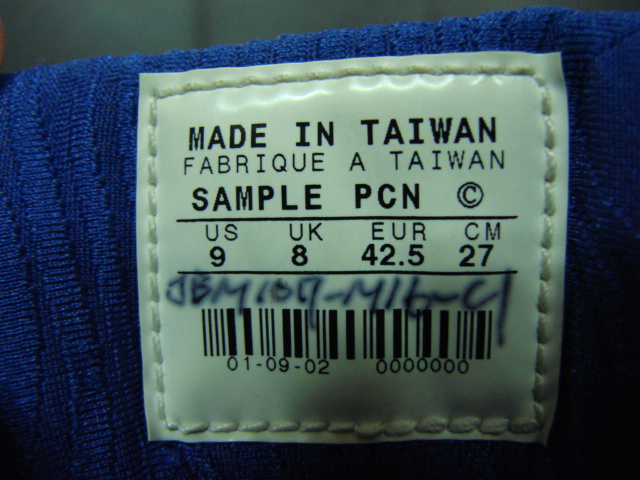 MADE IN TAIWAN
FABRIQUE A TAIWAN
SAMPLE PCN ©
US UK EUR CM
9 8 42.5 27
01-09-02 0000000